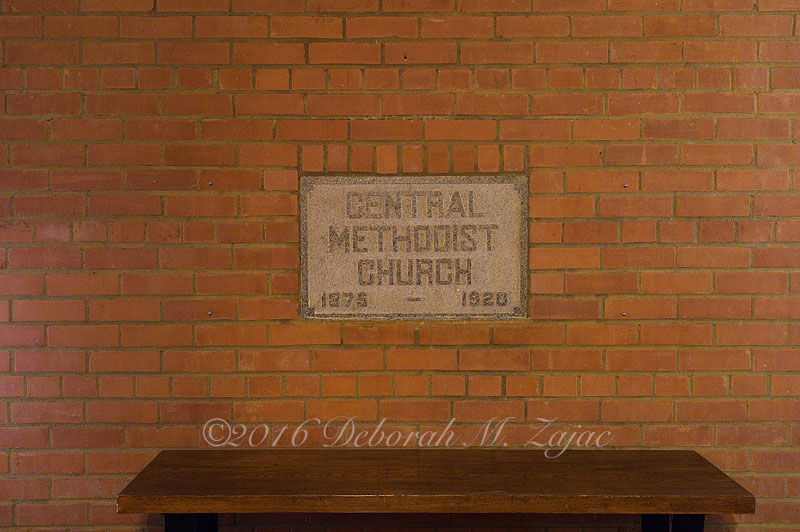 CENTRAL
METHODIST
CHURCH
1875 – 1920
©2016 Deborah M. Zajac